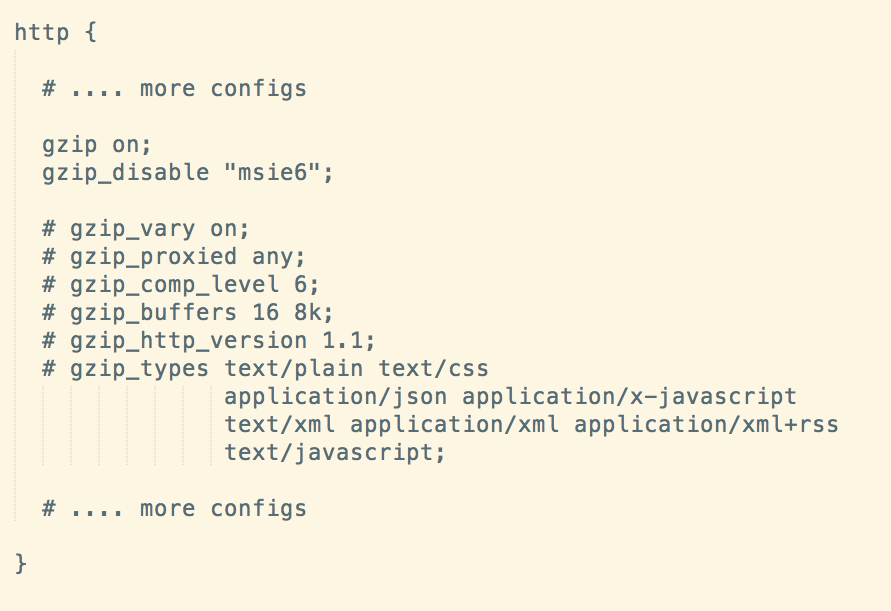 http {
# .... more configs
gzip on;
gzip_disable "msie6";
# gzip_vary on;
# gzip_proxied any;
# gzip_comp_level 6;
# gzip_buffers 16 8k;
# gzip_http_version 1.1;
# gzip_types text/plain text/css
application/json application/x-javascript
text/xml application/xml application/xml+rss
text/javascript;
# .... more configs
}